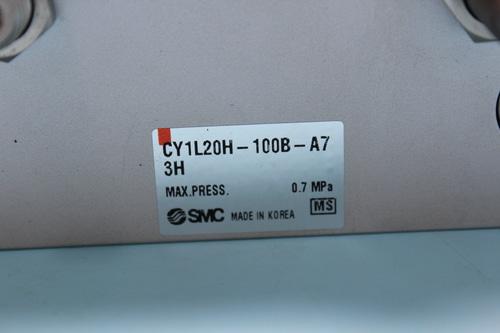 CY1L20H-100B-A7
3H
MAX.PRESS. 0.7 MPa
SMC MADE IN KOREA MS